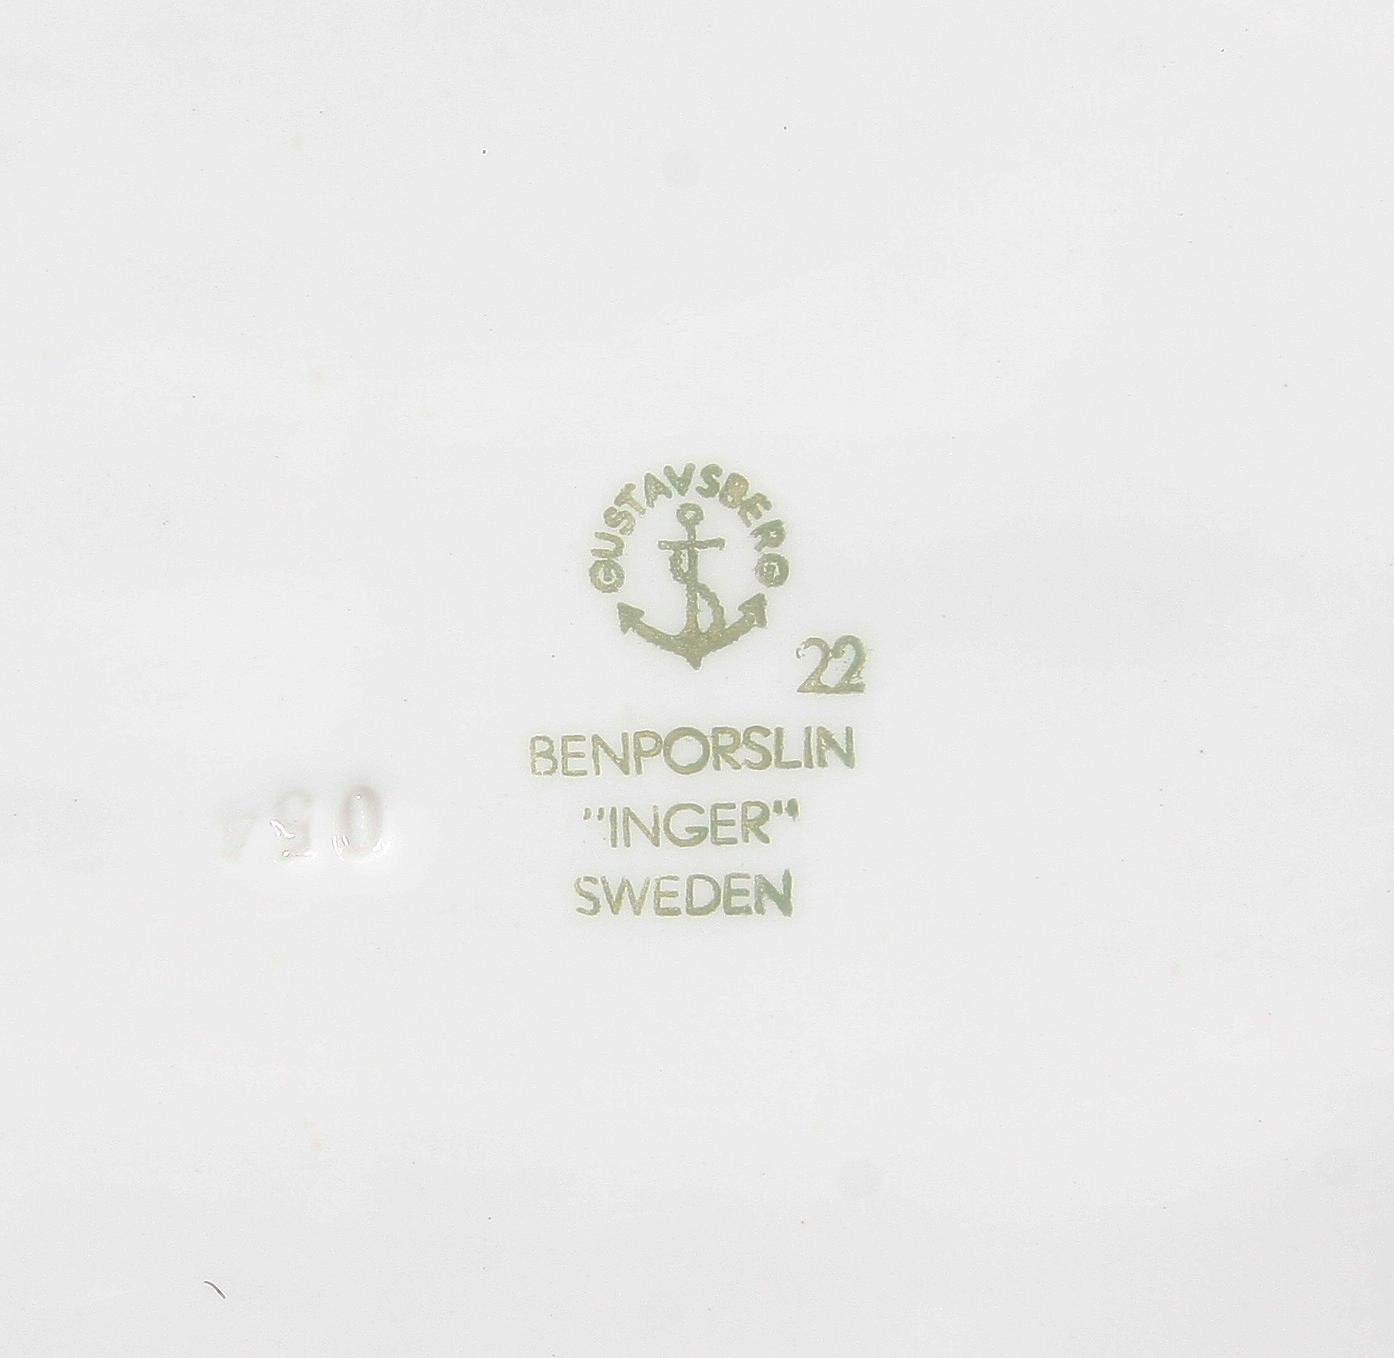 GUSTAVSBERG
22
BENPORSLIN
"INGER"
SWEDEN